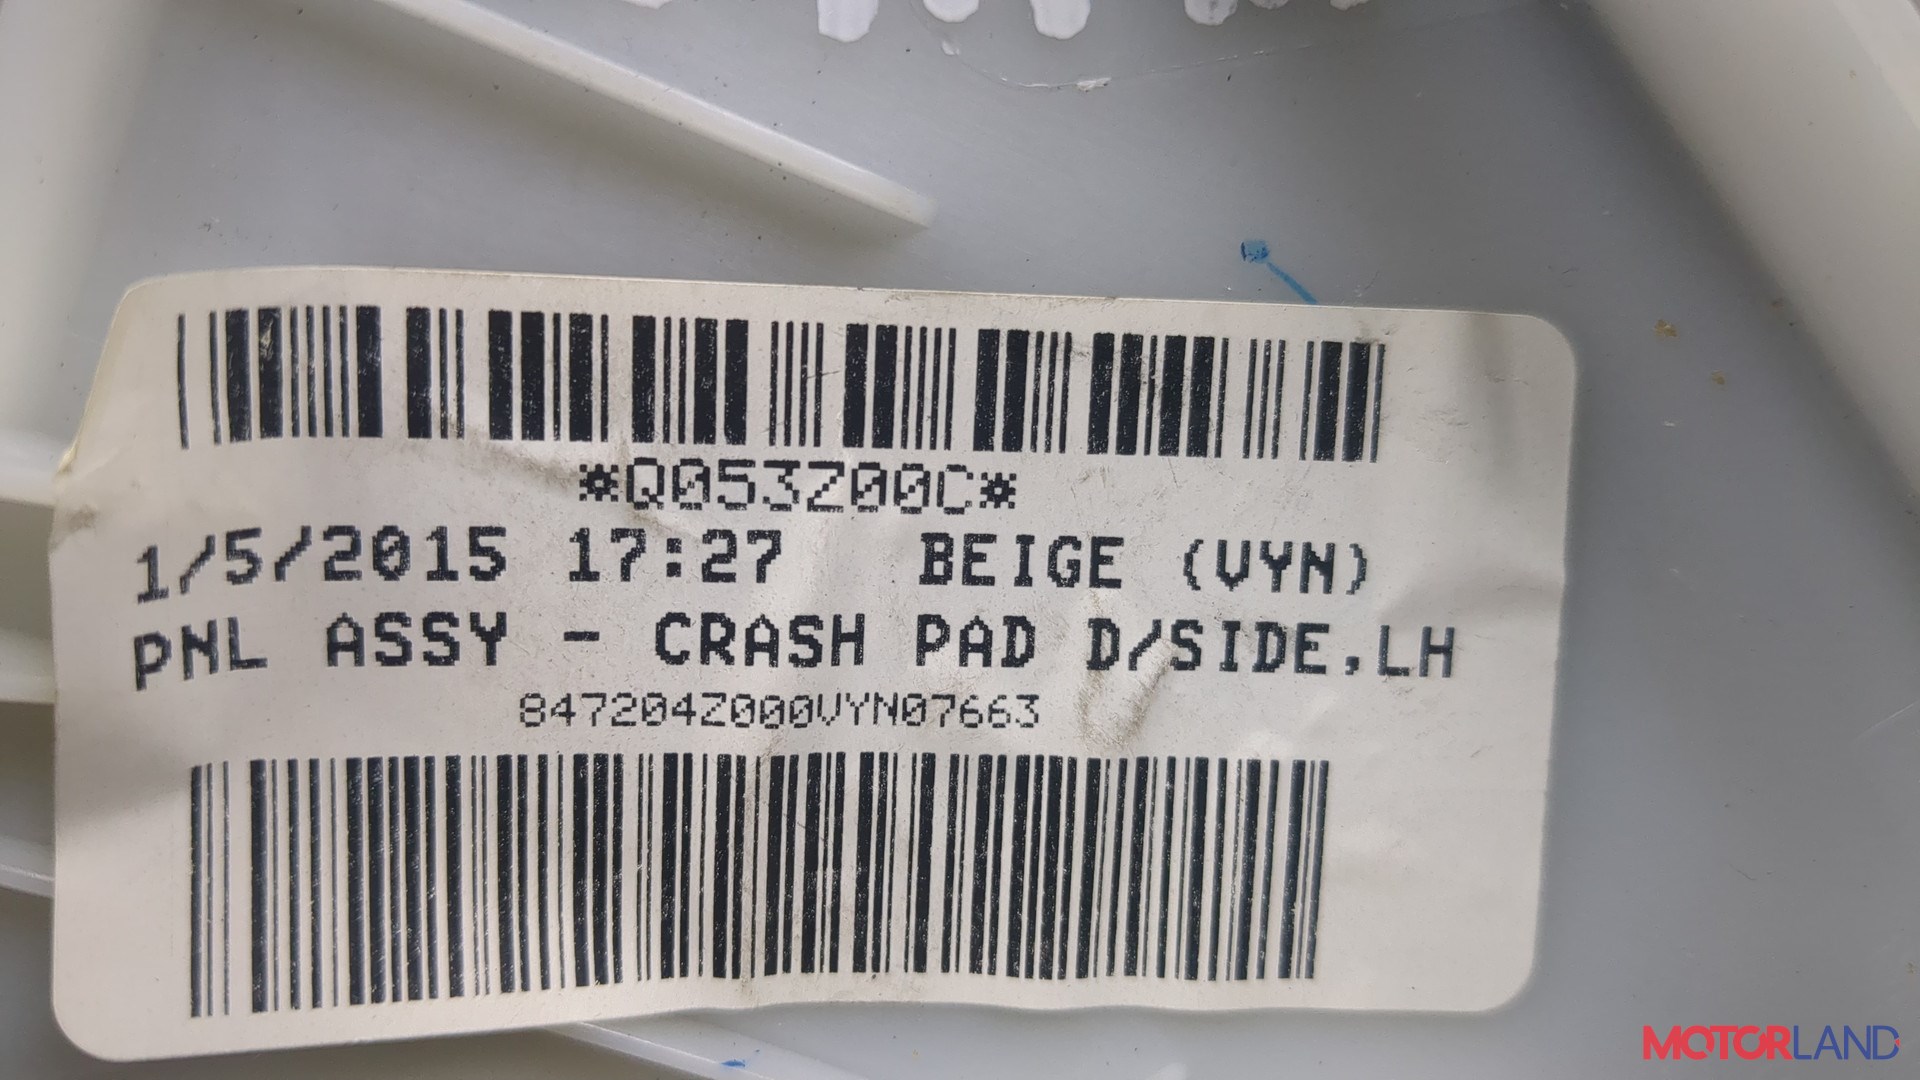 *Q053Z00C*
1/5/2015 17:27 BEIGE (VYN)
PNL ASSY - CRASH PAD D/SIDE,LH
847204Z000VYN07663
MOTORLAND